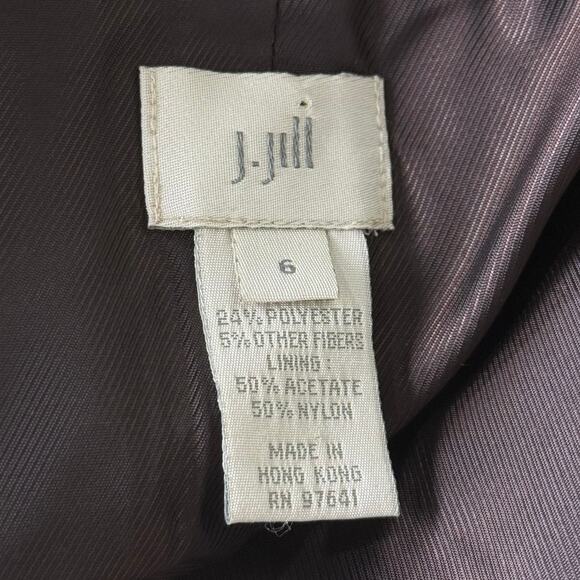 J.Jill
6
24% POLYESTER
5% OTHER FIBERS
LINING:
50% ACETATE
50% NYLON
MADE IN
HONG KONG
RN 97641